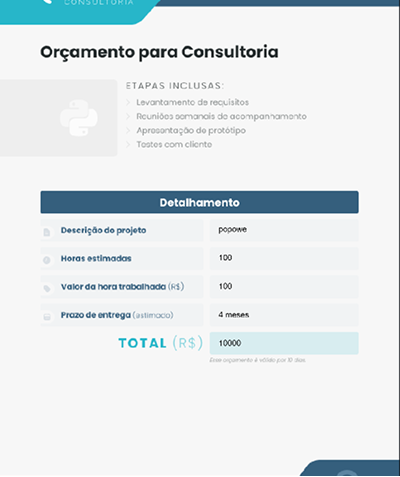 CONSULTORIA
Orçamento para Consultoria
ETAPAS INCLUSAS:
Levantamento de requisitos
Reuniões semanais de acompanhamento
Apresentação de protótipo
Testes com cliente
Detalhamento
Descrição do projeto popowe
Horas estimadas 100
Valor da hora trabalhada (R$) 100
Prazo de entrega (estimado) 4 meses
TOTAL (R$) 10000
Esse orçamento é válido por 10 dias